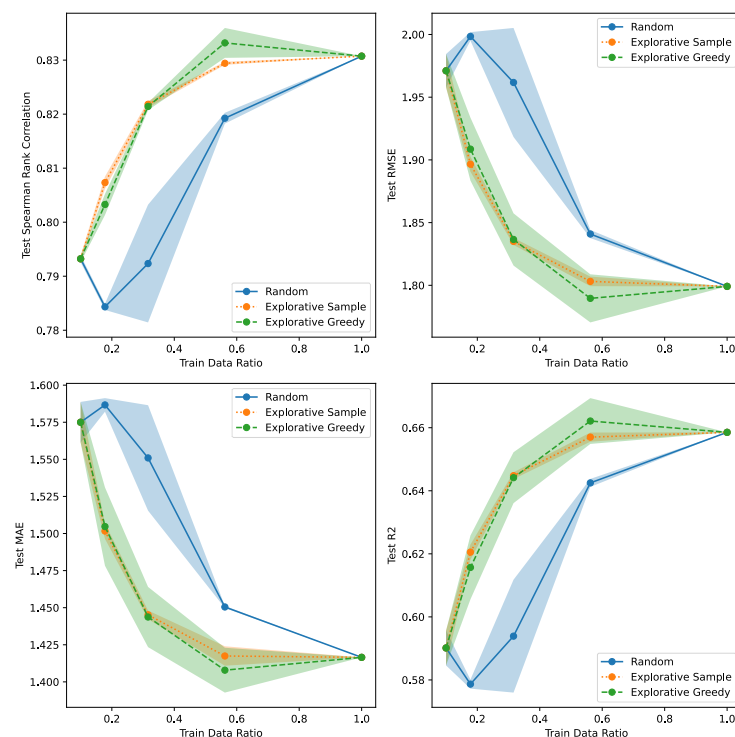 0.83
0.82
0.81
0.80
0.79
0.78
Test Spearman Rank Correlation
0.2
0.4
0.6
0.8
1.0
Train Data Ratio
Random
Explorative Sample
Explorative Greedy
2.00
1.95
1.90
1.85
1.80
Test RMSE
0.2
0.4
0.6
0.8
1.0
Train Data Ratio
Random
Explorative Sample
Explorative Greedy
1.600
1.575
1.550
1.525
1.500
1.475
1.450
1.425
1.400
Test MAE
0.2
0.4
0.6
0.8
1.0
Train Data Ratio
Random
Explorative Sample
Explorative Greedy
0.66
0.64
0.62
0.60
0.58
Test R2
0.2
0.4
0.6
0.8
1.0
Train Data Ratio
Random
Explorative Sample
Explorative Greedy